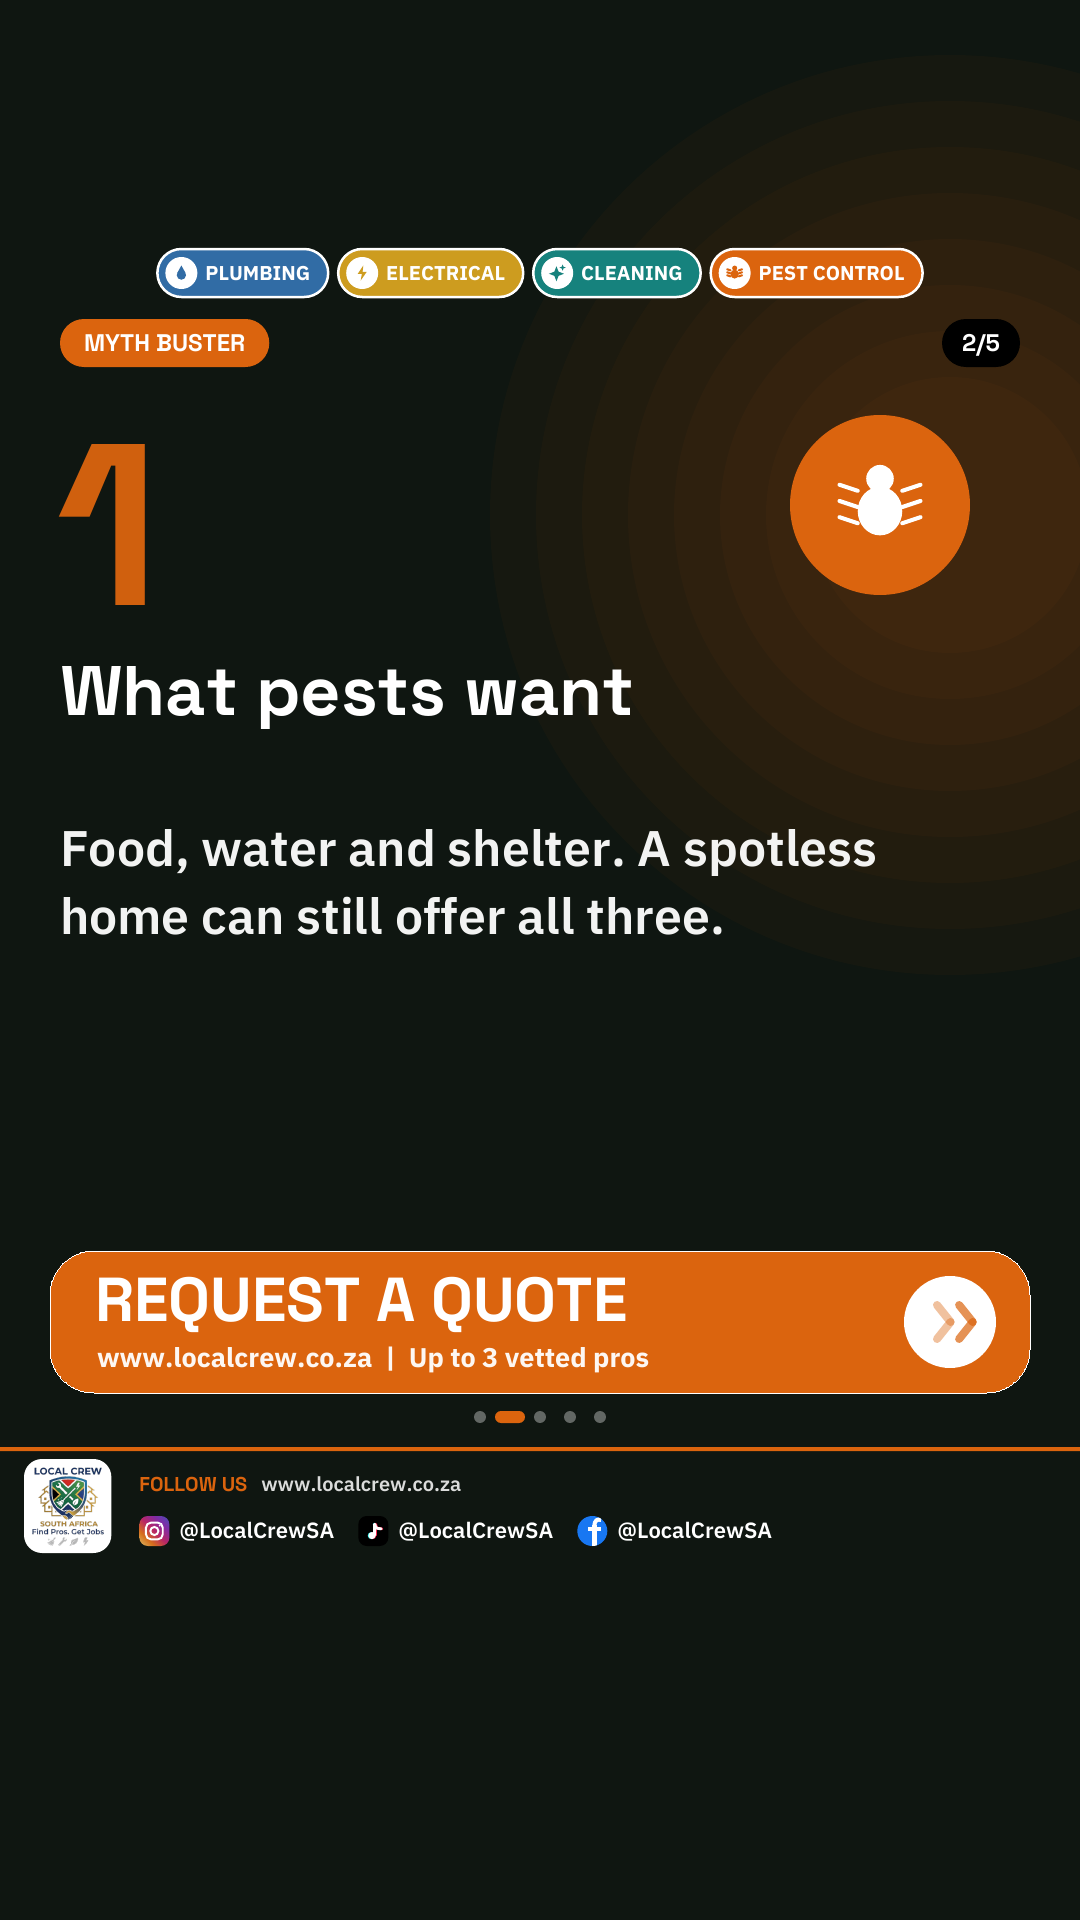 PLUMBING ELECTRICAL CLEANING PEST CONTROL
MYTH BUSTER
2/5
1
What pests want
Food, water and shelter. A spotless
home can still offer all three.
REQUEST A QUOTE
www.localcrew.co.za | Up to 3 vetted pros
LOCAL CREW
SOUTH AFRICA
Find Pros. Get Jobs
FOLLOW US www.localcrew.co.za
@LocalCrewSA @LocalCrewSA @LocalCrewSA